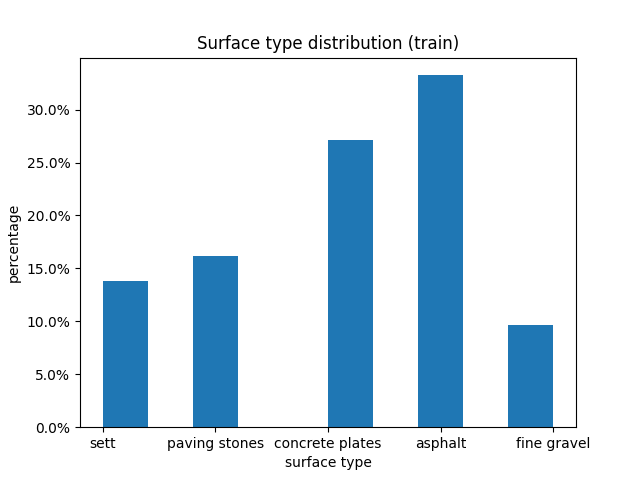 Surface type distribution (train)
30.0%
25.0%
20.0%
15.0%
10.0%
5.0%
0.0%
percentage
sett paving stones concrete plates asphalt fine gravel
surface type